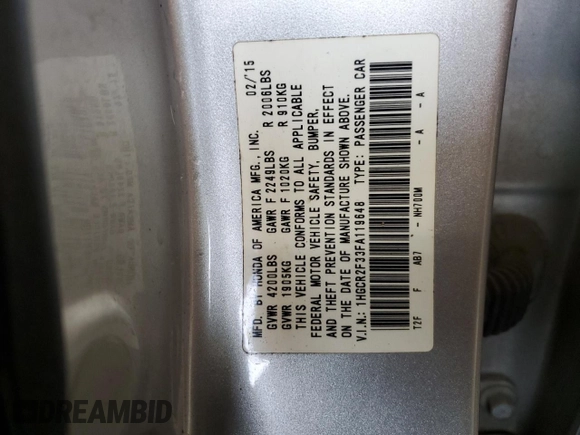 MFD. BY HONDA OF AMERICA MFG., INC. 02/'15
GVWR 4200LBS GAWR F 2249LBS R 2006LBS
GVWR 1905KG GAWR F 1020KG R 910KG
THIS VEHICLE CONFORMS TO ALL APPLICABLE
FEDERAL MOTOR VEHICLE SAFETY, BUMPER,
AND THEFT PREVENTION STANDARDS IN EFFECT
ON THE DATE OF MANUFACTURE SHOWN ABOVE.
V.I.N.: 1HGCR2F33FA119648 TYPE: PASSENGER CAR
T2F F AB7 - NH700M - A - A
DREAMBID